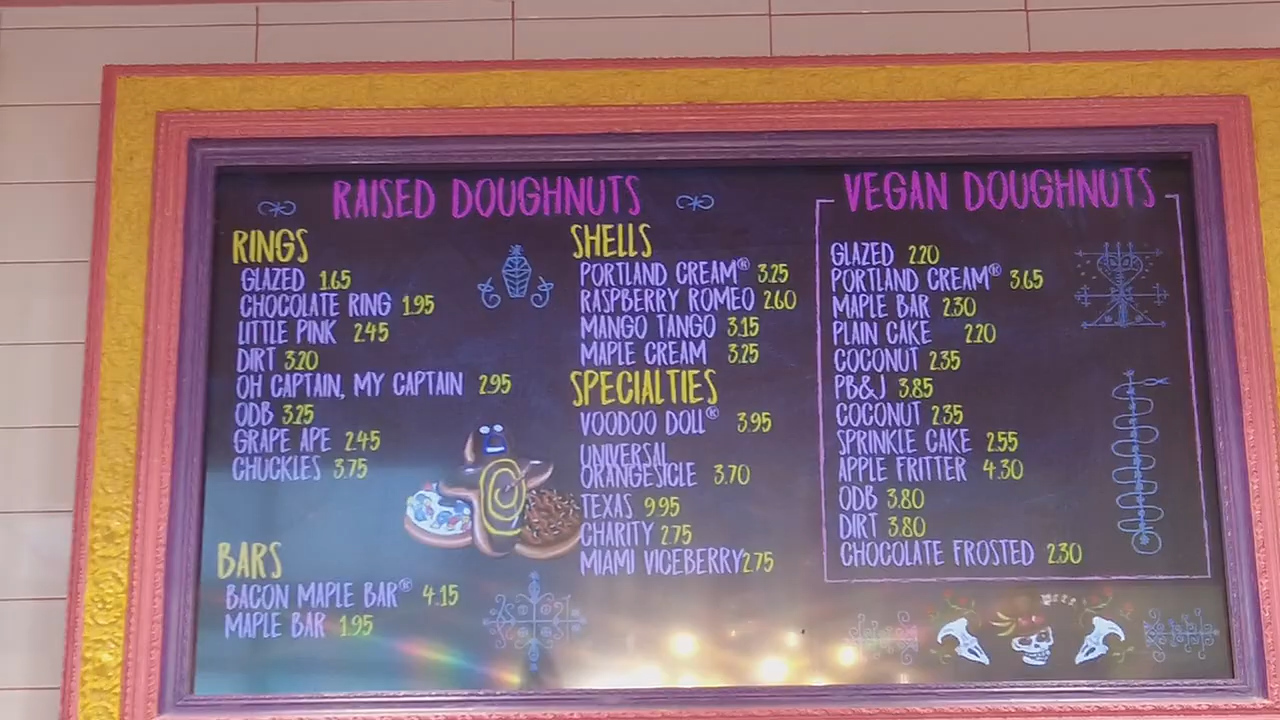 RAISED DOUGHNUTS
RINGS
GLAZED 1.65
CHOCOLATE RING 1.95
LITTLE PINK 2.45
DIRT 3.20
OH CAPTAIN, MY CAPTAIN 2.95
ODB 3.25
GRAPE APE 2.45
CHUCKLES 3.75
BARS
BACON MAPLE BAR® 4.15
MAPLE BAR 1.95
SHELLS
PORTLAND CREAM® 3.25
RASPBERRY ROMEO 2.60
MANGO TANGO 3.15
MAPLE CREAM 3.25
SPECIALTIES
VOODOO DOLL® 3.95
UNIVERSAL
ORANGESICLE 3.70
TEXAS 9.95
CHARITY 2.75
MIAMI VICEBERRY 2.75
VEGAN DOUGHNUTS
GLAZED 2.20
PORTLAND CREAM® 3.65
MAPLE BAR 2.30
PLAIN CAKE 2.20
COCONUT 2.35
PB&J 3.85
COCONUT 2.35
SPRINKLE CAKE 2.55
APPLE FRITTER 4.30
ODB 3.80
DIRT 3.80
CHOCOLATE FROSTED 2.30